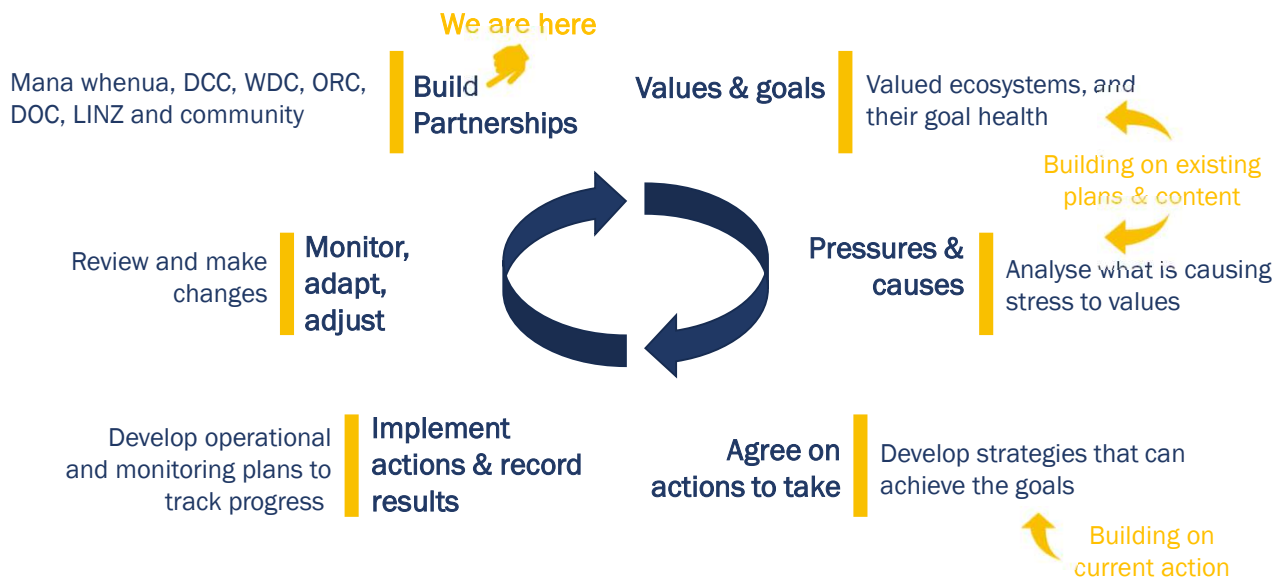 We are here
Mana whenua, DCC, WDC, ORC,
DOC, LINZ and community
Build
Partnerships
Values & goals
Valued ecosystems, and
their goal health
Building on existing
plans & content
Pressures &
causes
Analyse what is causing
stress to values
Agree on
actions to take
Develop strategies that can
achieve the goals
Building on
current action
Implement
actions & record
results
Develop operational
and monitoring plans to
track progress
Monitor,
adapt,
adjust
Review and make
changes